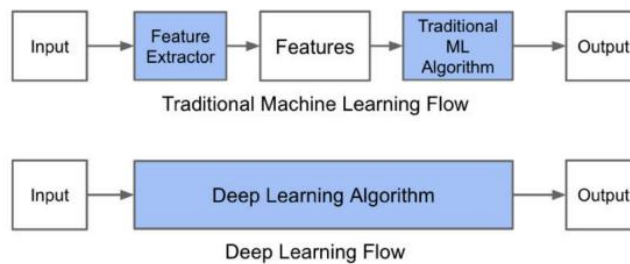 Input
Feature
Extractor
Features
Traditional
ML
Algorithm
Output
Traditional Machine Learning Flow
Input
Deep Learning Algorithm
Output
Deep Learning Flow